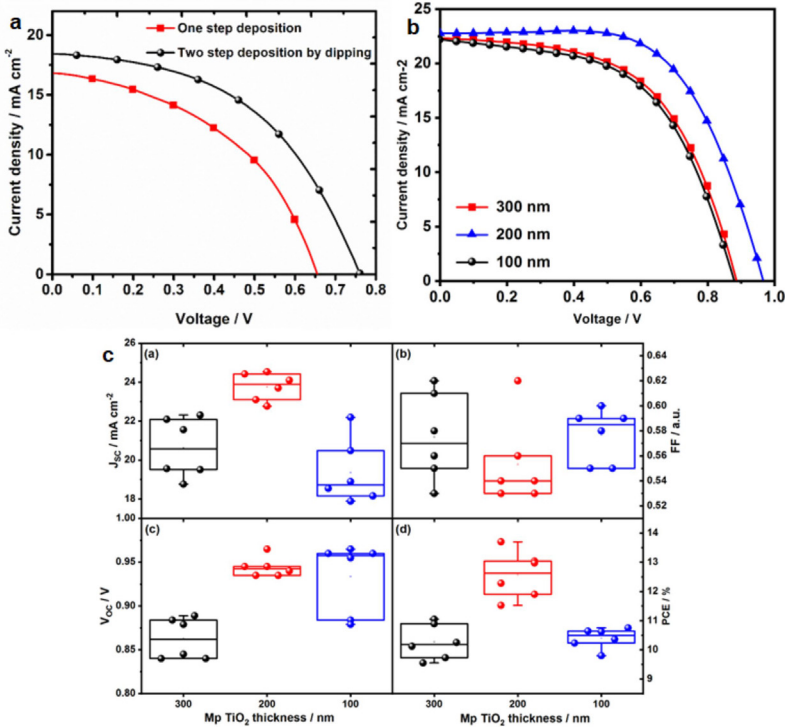 a
One step deposition
Two step deposition by dipping
Current density / mA cm⁻²
20
15
10
5
0
0.0 0.1 0.2 0.3 0.4 0.5 0.6 0.7 0.8
Voltage / V
b
300 nm
200 nm
100 nm
Current density / mA cm-2
25
20
15
10
5
0
0.0 0.2 0.4 0.6 0.8 1.0
Voltage / V
c
(a)
J_SC / mA cm⁻²
26
24
22
20
18
1.00
(b)
FF / a.u.
0.64
0.62
0.60
0.58
0.56
0.54
0.52
(c)
V_OC / V
0.95
0.90
0.85
0.80
300 200 100
(d)
PCE / %
14
13
12
11
10
9
8
300 200 100
Mp TiO₂ thickness / nm
Mp TiO₂ thickness / nm